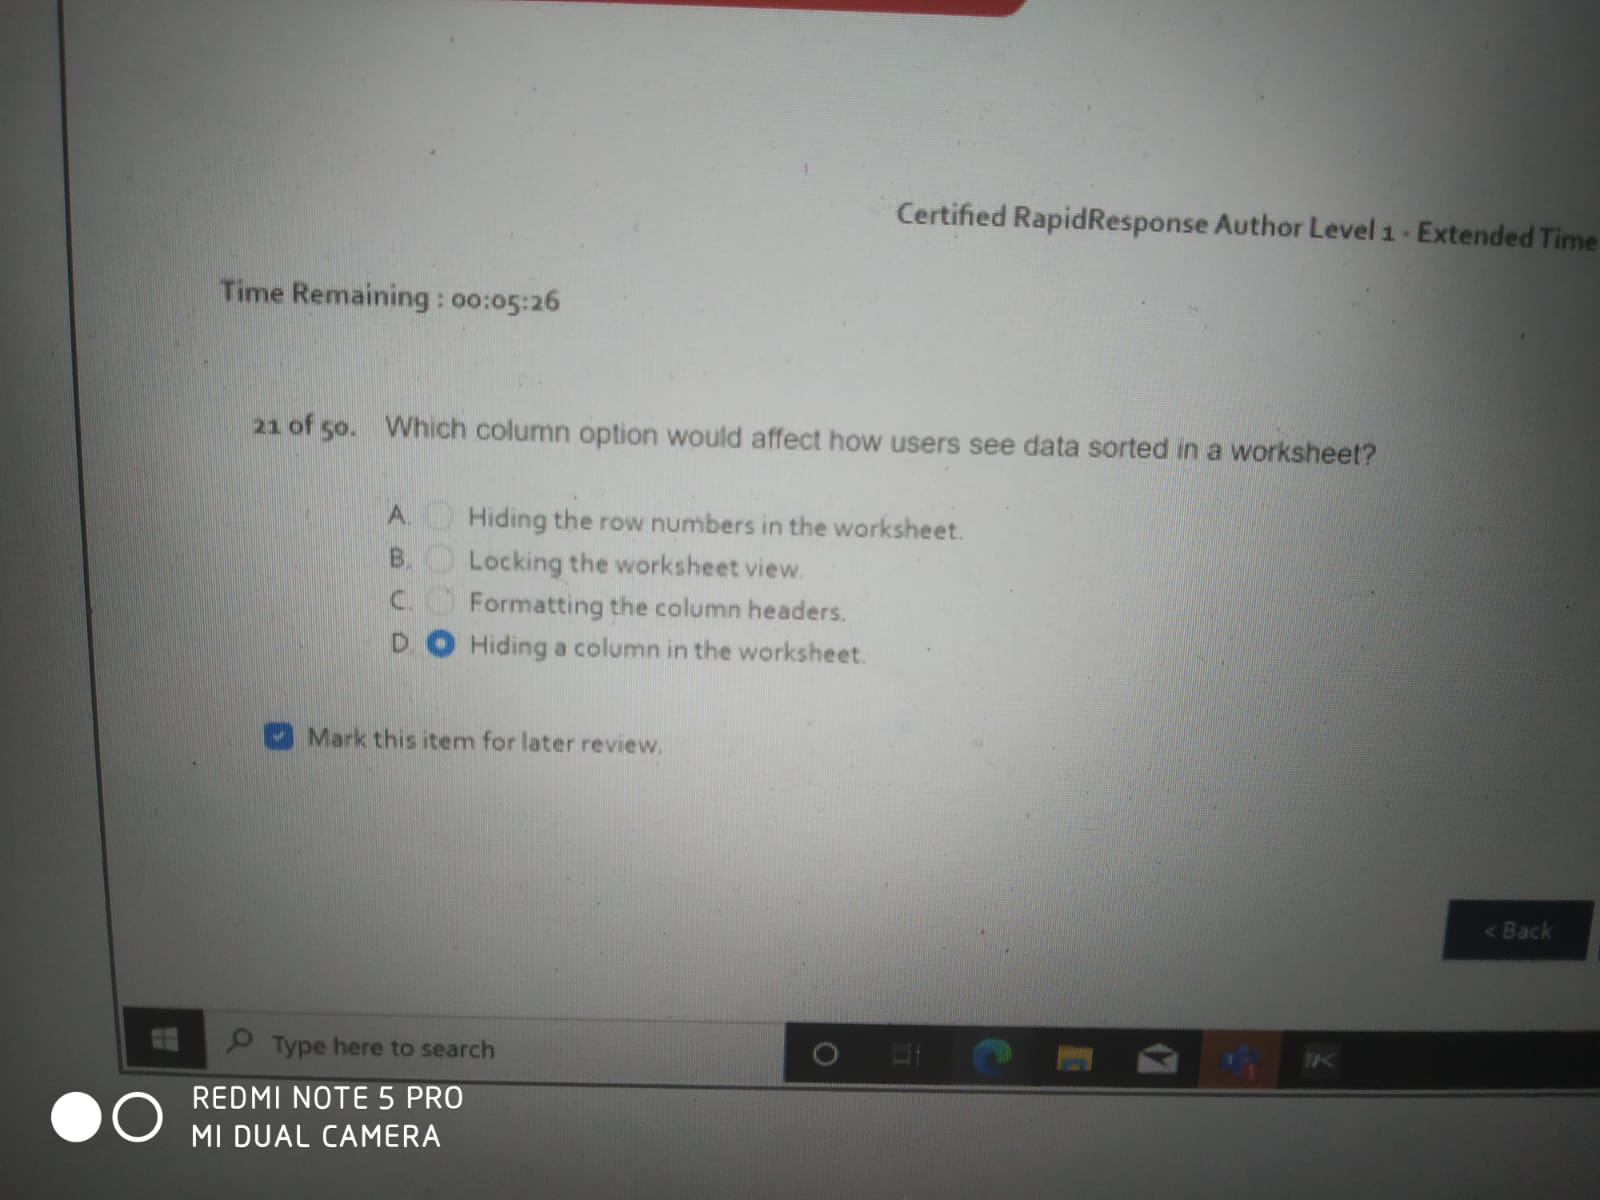 Certified RapidResponse Author Level 1 - Extended Time
Time Remaining : 00:05:26
21 of 50. Which column option would affect how users see data sorted in a worksheet?
A. Hiding the row numbers in the worksheet.
B. Locking the worksheet view.
C. Formatting the column headers.
D. Hiding a column in the worksheet.
Mark this item for later review.
< Back
Type here to search
REDMI NOTE 5 PRO
MI DUAL CAMERA